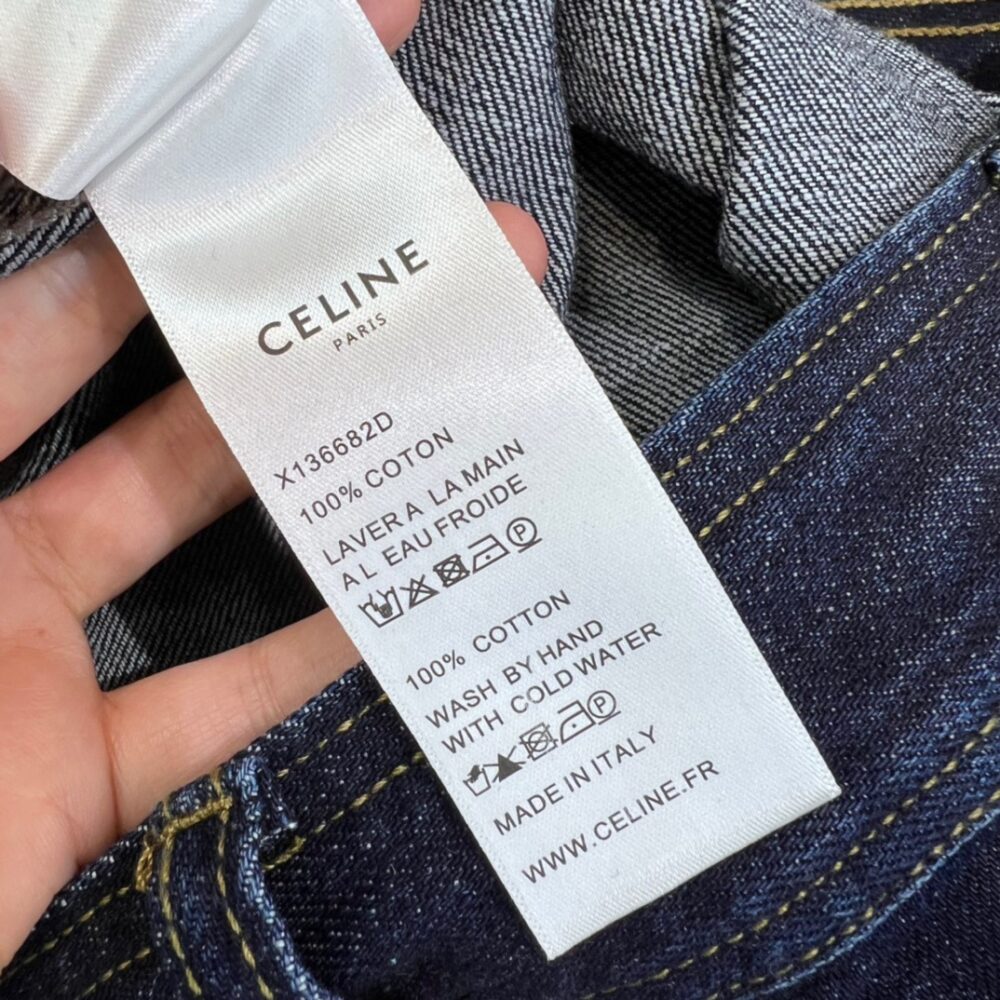 CELINE
PARIS
X136682D
100% COTON
LAVER A LA MAIN
A L EAU FROIDE
P
100% COTTON
WASH BY HAND
WITH COLD WATER
P
MADE IN ITALY
WWW.CELINE.FR